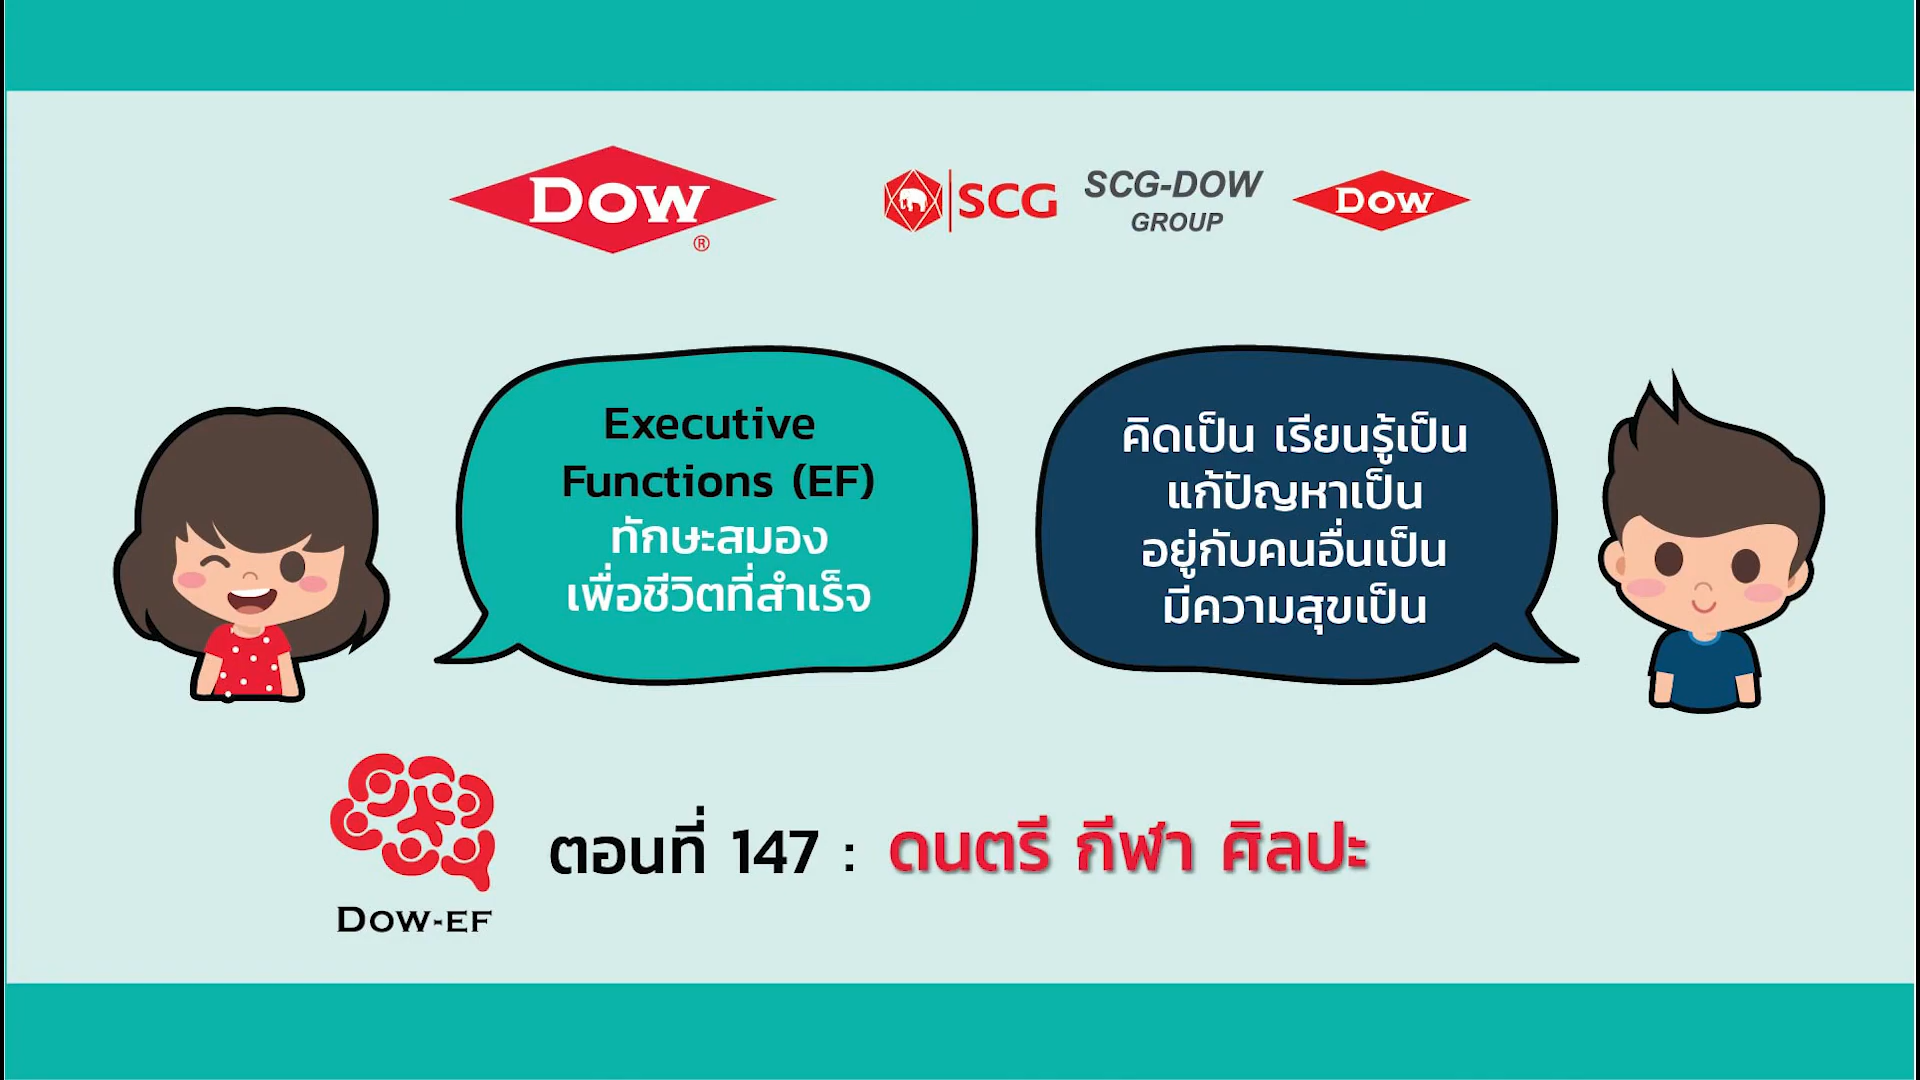 DOW
®
SCG
SCG-DOW
GROUP
DOW
Executive
Functions (EF)
ทักษะสมอง
เพื่อชีวิตที่สำเร็จ
คิดเป็น เรียนรู้เป็น
แก้ปัญหาเป็น
อยู่กับคนอื่นเป็น
มีความสุขเป็น
DOW-EF
ตอนที่ 147 : ดนตรี กีฬา ศิลปะ